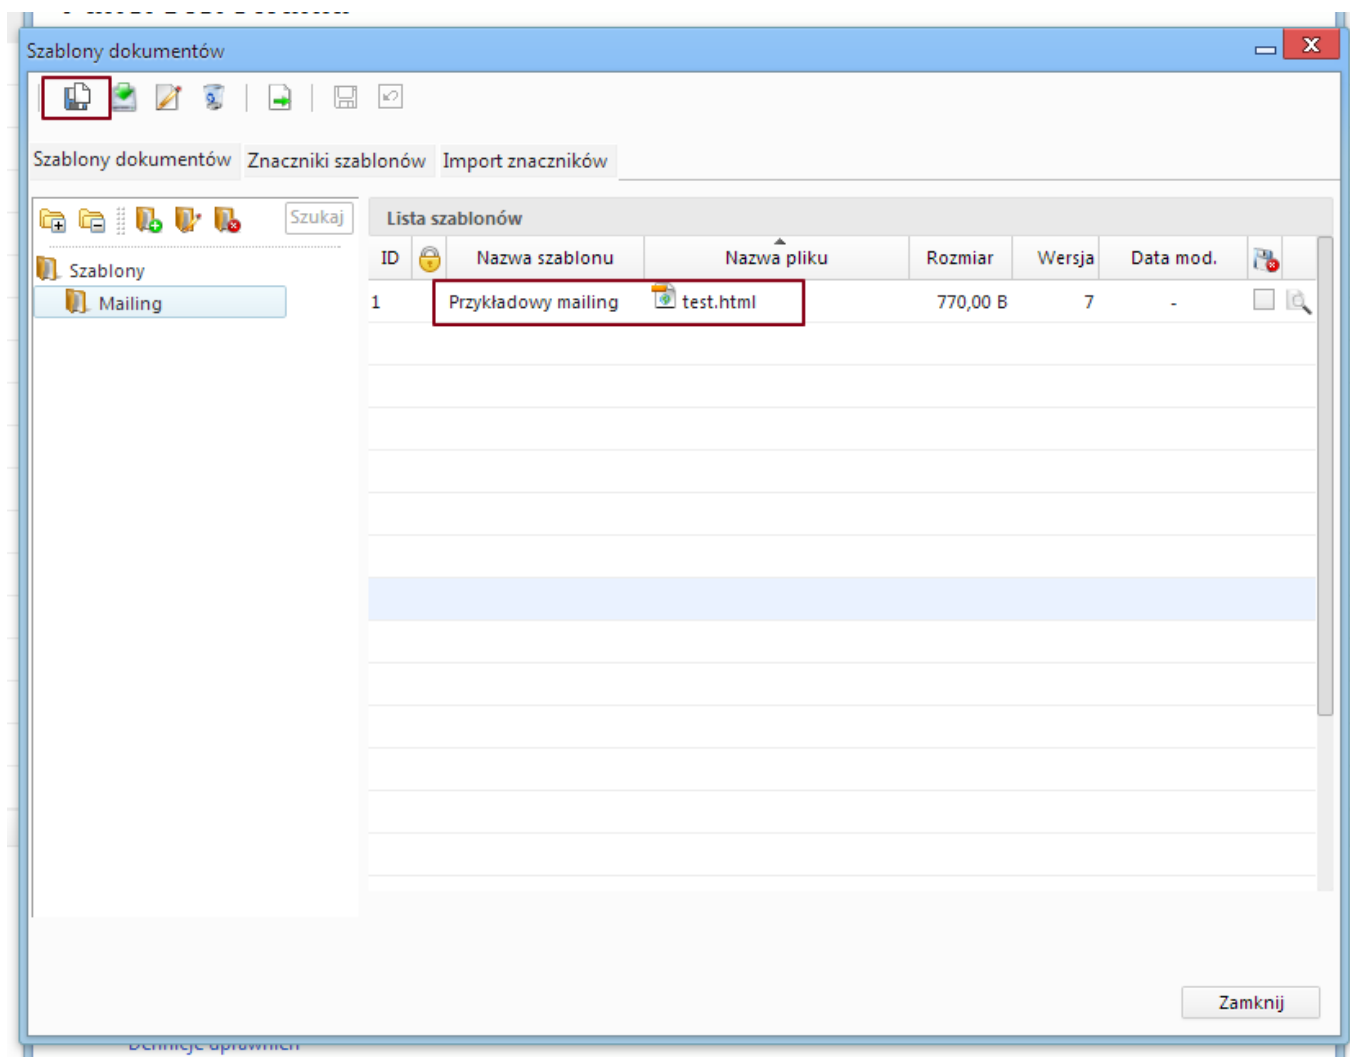 Szablony dokumentów
Szablony dokumentów Znaczniki szablonów Import znaczników
Szukaj
Lista szablonów
ID Nazwa szablonu Nazwa pliku Rozmiar Wersja Data mod.
Szablony
Mailing
1 Przykładowy mailing test.html 770,00 B 7 -
Zamknij